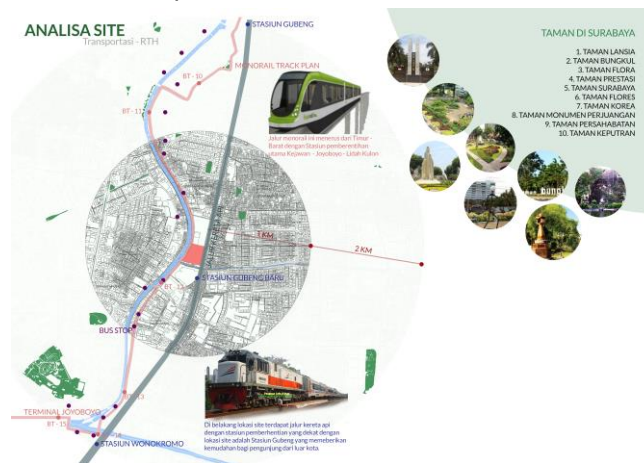 ANALISA SITE
Transportasi - RTH
STASIUN GUBENG
MONORAIL TRACK PLAN
BT - 10
BT - 11
Jalur monorail ini menerus dari Timur -
Barat dengan Stasiun pemberentihan
utama Kejawan - Joyoboyo - Lidah Kulon
TAMAN DI SURABAYA
1. TAMAN LANSIA
2. TAMAN BUNGKUL
3. TAMAN FLORA
4. TAMAN PRESTASI
5. TAMAN SURABAYA
6. TAMAN FLORES
7. TAMAN KOREA
8. TAMAN MONUMEN PERJUANGAN
9. TAMAN PERSAHABATAN
10. TAMAN KEPUTRAN
1 KM
2 KM
STASIUN GUBENG BARU
BT - 12
BUS STOP
TERMINAL JOYOBOYO
BT - 15
STASIUN WONOKROMO
Di belakang lokasi site terdapat jalur kereta api
dengan stasiun pemberhentian yang dekat dengan
lokasi site adalah Stasiun Gubeng yang memeberikan
kemudahan bagi pengunjung dari luar kota.